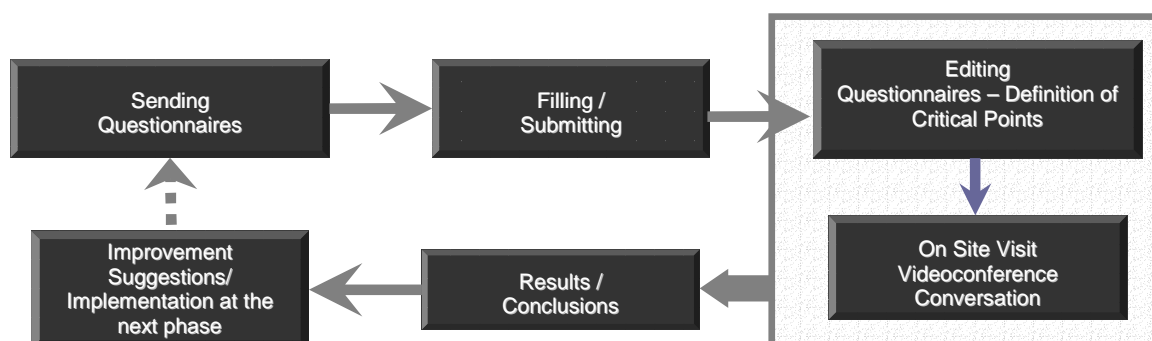 Sending
Questionnaires
Filling /
Submitting
Editing
Questionnaires – Definition of
Critical Points
On Site Visit
Videoconference
Conversation
Results /
Conclusions
Improvement
Suggestions/
Implementation at the
next phase